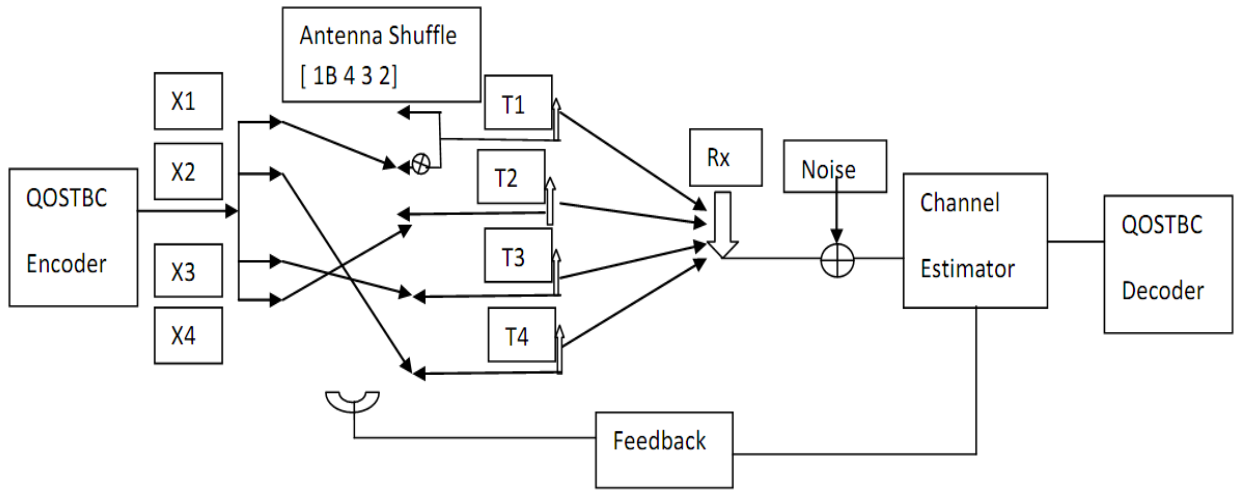 Antenna Shuffle
[ 1B 4 3 2]
X1
X2
X3
X4
QOSTBC
Encoder
T1
T2
T3
T4
Rx
Noise
Channel
Estimator
QOSTBC
Decoder
Feedback